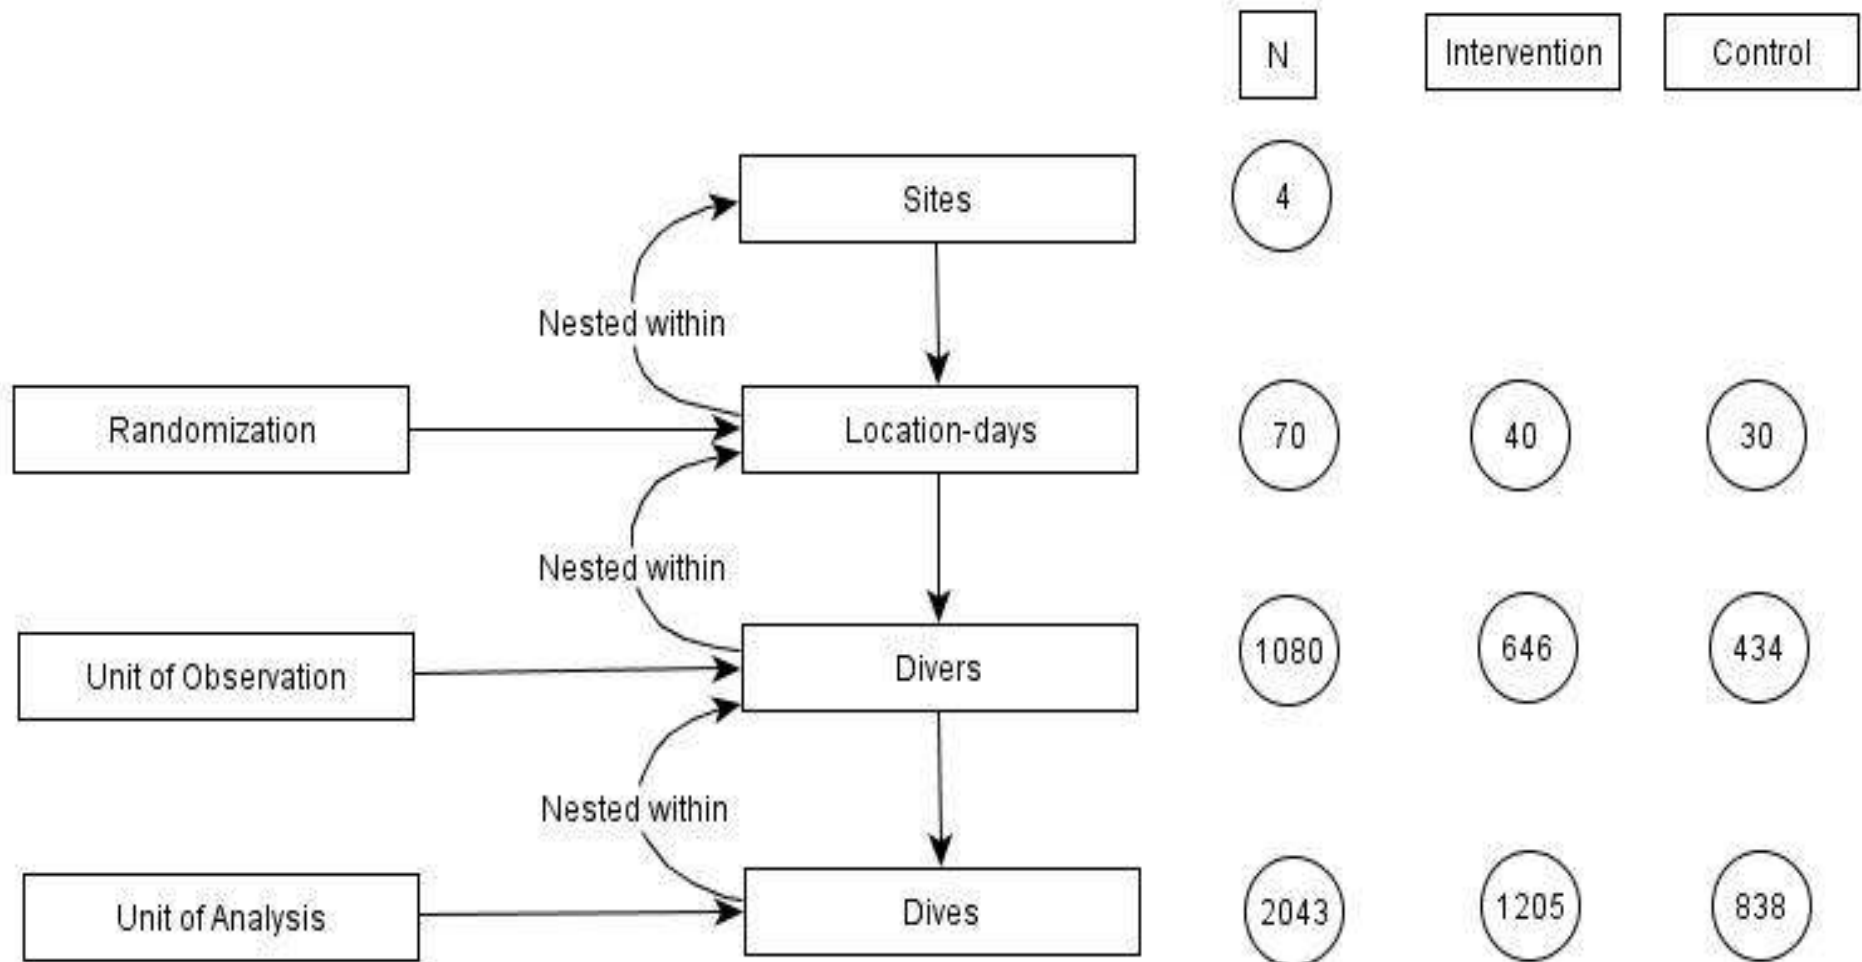 N
Intervention
Control
Sites
4
Nested within
Randomization
Location-days
70
40
30
Nested within
Unit of Observation
Divers
1080
646
434
Nested within
Unit of Analysis
Dives
2043
1205
838